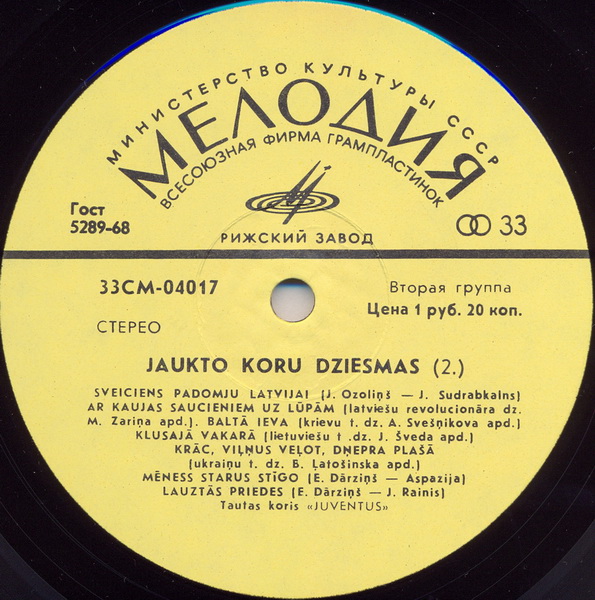 МИНИСТЕРСТВО КУЛЬТУРЫ СССР
МЕЛОДИЯ
ВСЕСОЮЗНАЯ ФИРМА ГРАМПЛАСТИНОК
РИЖСКИЙ ЗАВОД
Гост
5289-68
33
33СМ-04017
Вторая группа
Цена 1 руб. 20 коп.
СТЕРЕО
JAUKTO KORU DZIESMAS (2.)
SVEICIENS PADOMJU LATVIJAI (J. Ozoliņš — J. Sudrabkalns)
AR KAUJAS SAUCIENIEM UZ LŪPĀM (latviešu revolucionāra dz.
M. Zariņa apd.). BALTĀ IEVA (krievu t. dz. A. Svešņikova apd.)
KLUSAJĀ VAKARĀ (lietuviešu t .dz. J. Šveda apd.)
KRĀC, VIĻŅUS VEĻOT, DŅEPRA PLAŠĀ
(ukraiņu t. dz. B. Ļatošinska apd.)
MĒNESS STARUS STĪGO (E. Dārziņš — Aspazija)
LAUZTĀS PRIEDES (E. Dārziņš — J. Rainis)
Tautas koris «JUVENTUS»